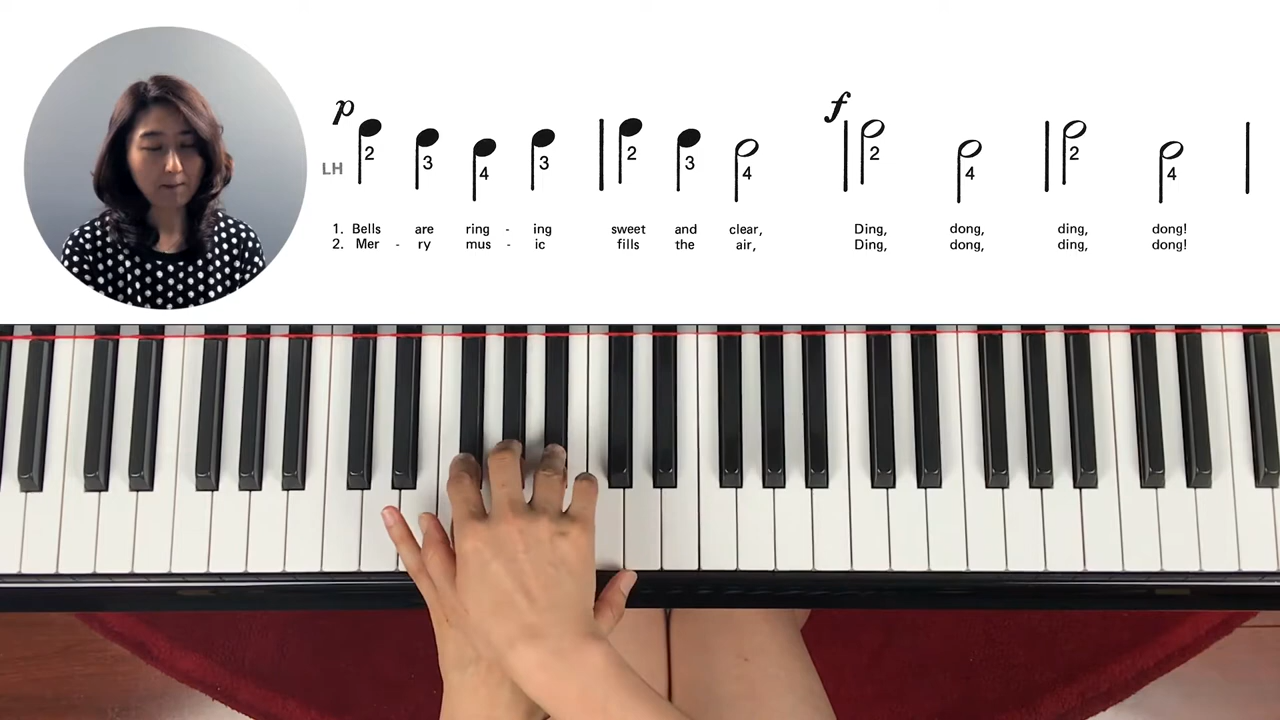 p f
2 3 4 3 2 3 4 2 4 2 4
LH
1. Bells are ring - ing sweet and clear, Ding, dong, ding, dong!
2. Mer - ry mus - ic fills the air, Ding, dong, ding, dong!